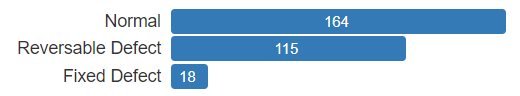 Normal 164
Reversable Defect 115
Fixed Defect 18